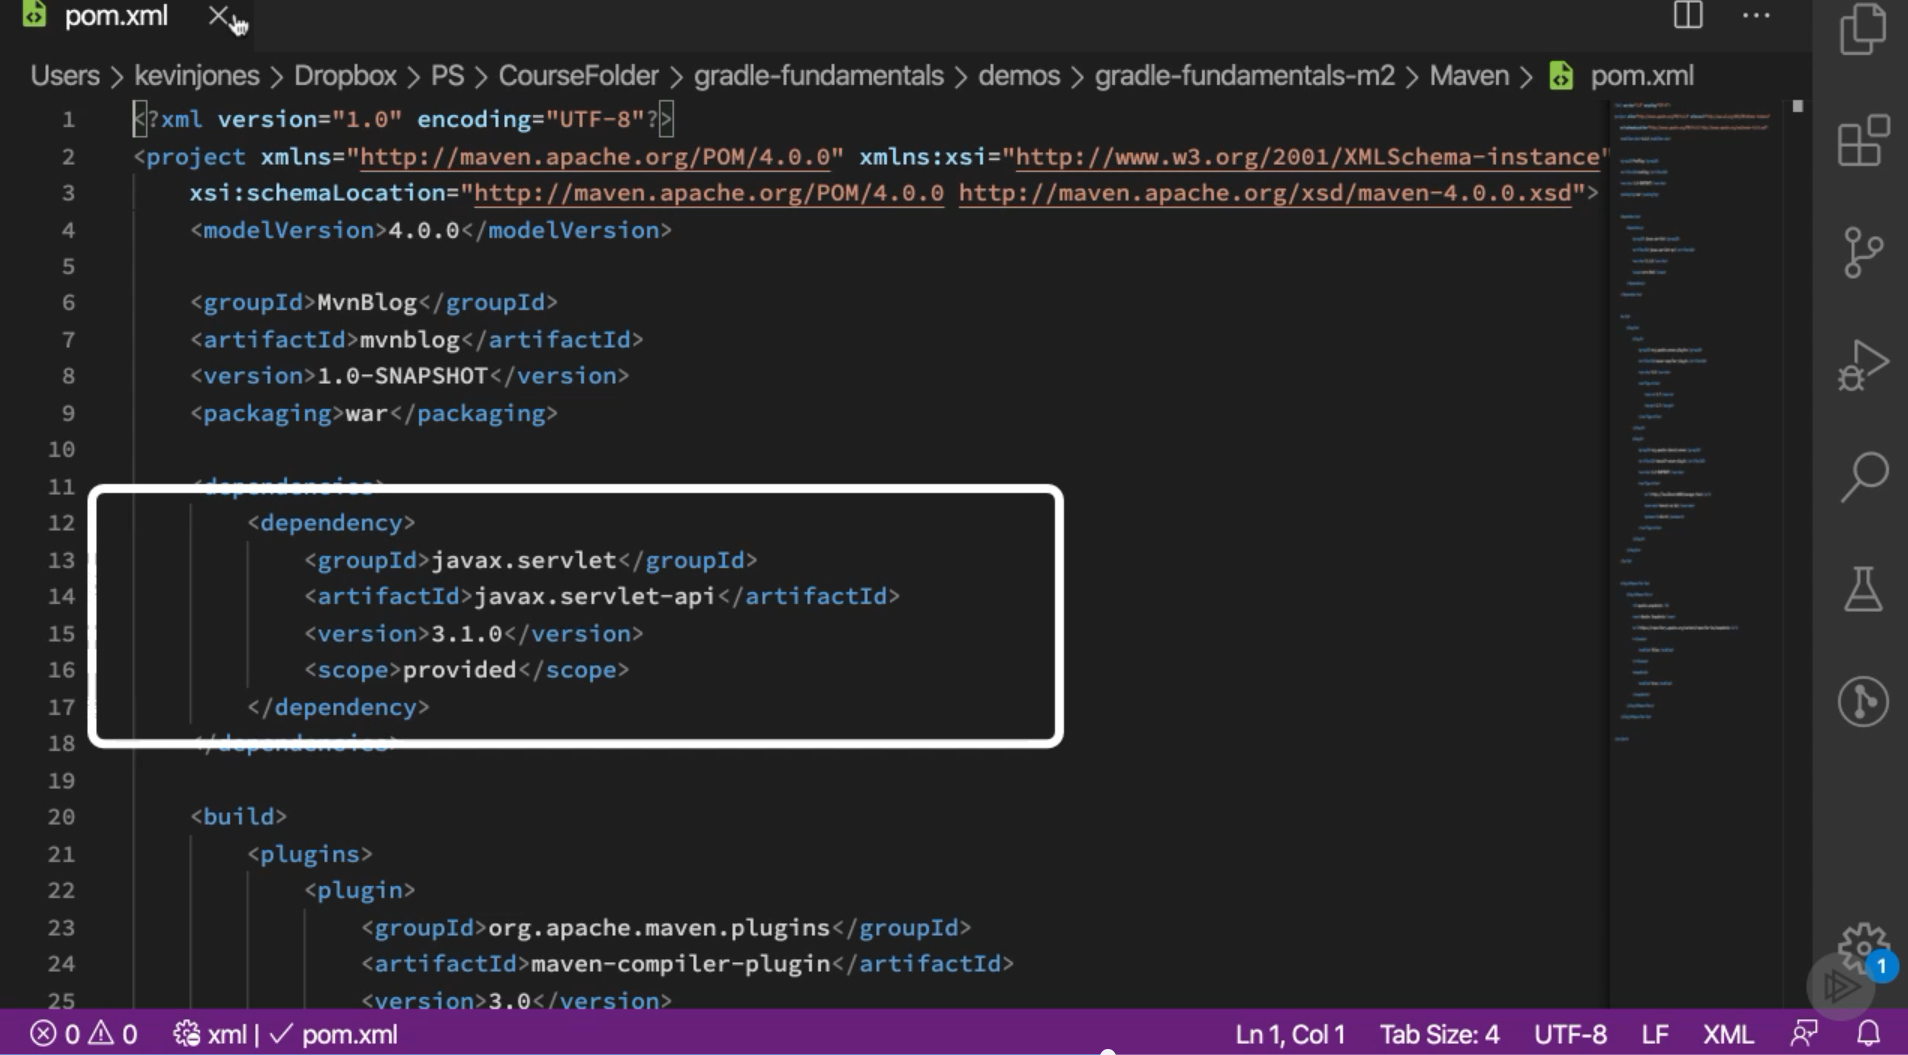 pom.xml
Users > kevinjones > Dropbox > PS > CourseFolder > gradle-fundamentals > demos > gradle-fundamentals-m2 > Maven > pom.xml
1 <?xml version="1.0" encoding="UTF-8"?>
2 <project xmlns="http://maven.apache.org/POM/4.0.0" xmlns:xsi="http://www.w3.org/2001/XMLSchema-instance"
3 xsi:schemaLocation="http://maven.apache.org/POM/4.0.0 http://maven.apache.org/xsd/maven-4.0.0.xsd">
4 <modelVersion>4.0.0</modelVersion>
5
6 <groupId>MvnBlog</groupId>
7 <artifactId>mvnblog</artifactId>
8 <version>1.0-SNAPSHOT</version>
9 <packaging>war</packaging>
10
11 <dependencies>
12 <dependency>
13 <groupId>javax.servlet</groupId>
14 <artifactId>javax.servlet-api</artifactId>
15 <version>3.1.0</version>
16 <scope>provided</scope>
17 </dependency>
18 </dependencies>
19
20 <build>
21 <plugins>
22 <plugin>
23 <groupId>org.apache.maven.plugins</groupId>
24 <artifactId>maven-compiler-plugin</artifactId>
25 <version>3.0</version>
1
0 0 xml | ✓ pom.xml Ln 1, Col 1 Tab Size: 4 UTF-8 LF XML